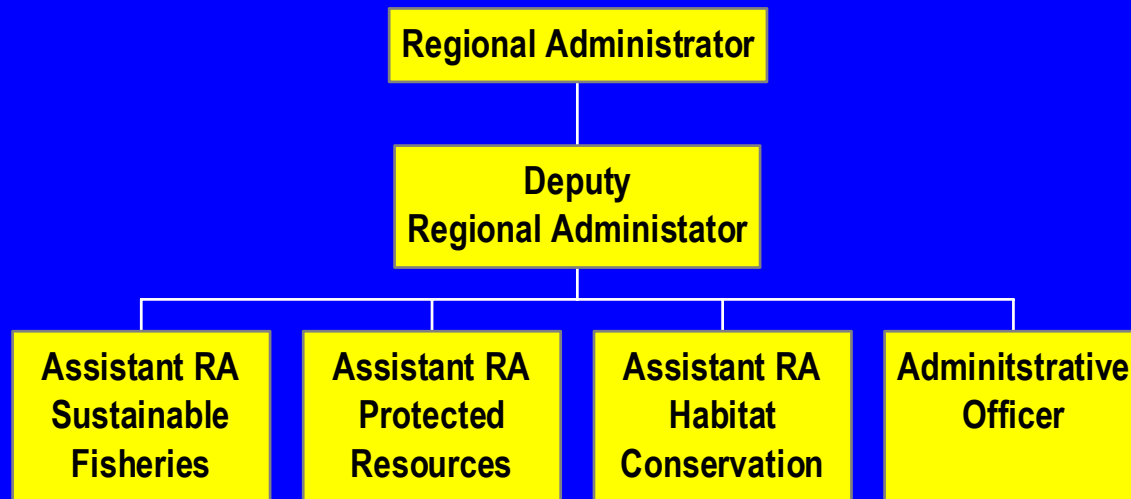 Regional Administrator
Deputy
Regional Administator
Assistant RA
Sustainable
Fisheries
Assistant RA
Protected
Resources
Assistant RA
Habitat
Conservation
Adminitstrative
Officer